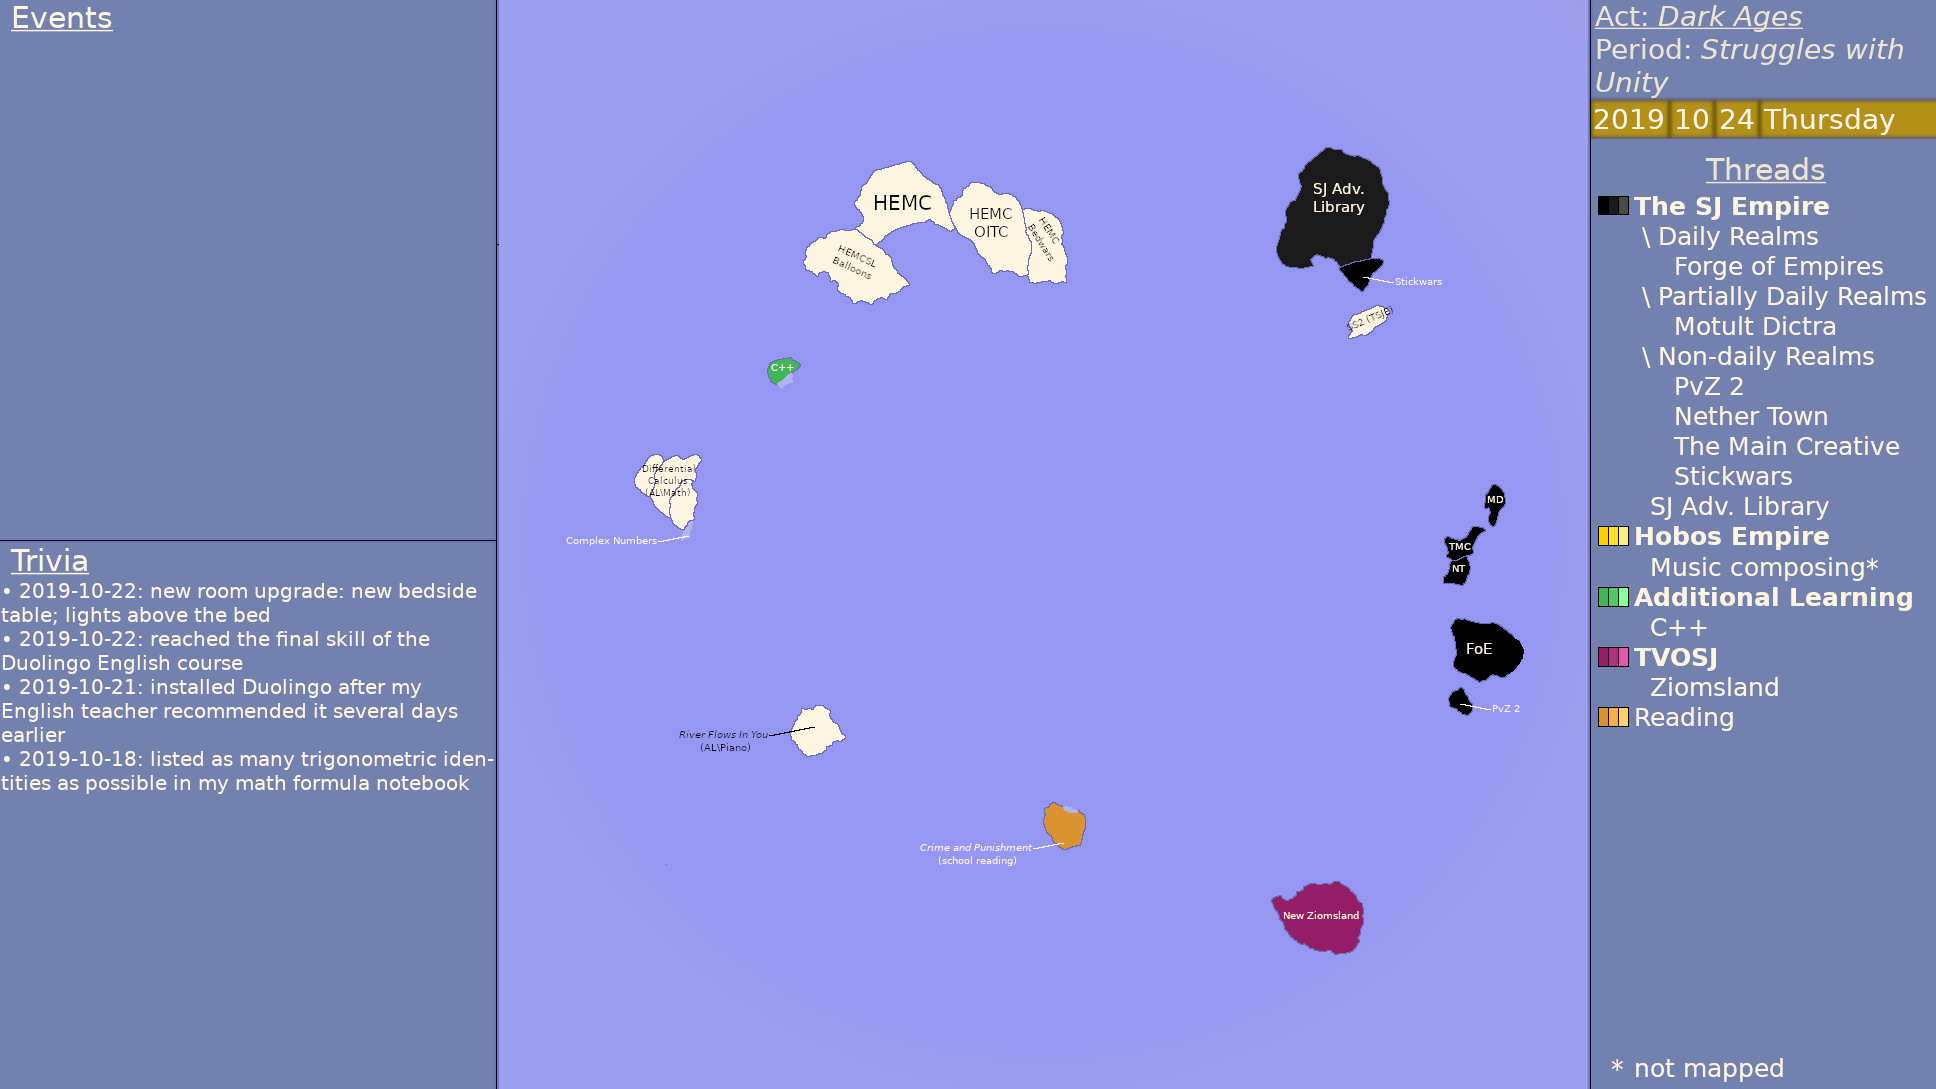 Events
Trivia
• 2019-10-22: new room upgrade: new bedside
table; lights above the bed
• 2019-10-22: reached the final skill of the
Duolingo English course
• 2019-10-21: installed Duolingo after my
English teacher recommended it several days
earlier
• 2019-10-18: listed as many trigonometric iden-
tities as possible in my math formula notebook
HEMC
HEMC
OITC
HEMC
Bedwars
HEMCSL
Balloons
SJ Adv.
Library
Stickwars
S2 (TSJE)
C++
Differential
Calculus
(AL\Math)
Complex Numbers
MD
TMC
NT
FoE
PvZ 2
River Flows In You
(AL\Piano)
Crime and Punishment
(school reading)
New Ziomsland
Act: Dark Ages
Period: Struggles with
Unity
2019 10 24 Thursday
Threads
The SJ Empire
\ Daily Realms
Forge of Empires
\ Partially Daily Realms
Motult Dictra
\ Non-daily Realms
PvZ 2
Nether Town
The Main Creative
Stickwars
SJ Adv. Library
Hobos Empire
Music composing*
Additional Learning
C++
TVOSJ
Ziomsland
Reading
* not mapped